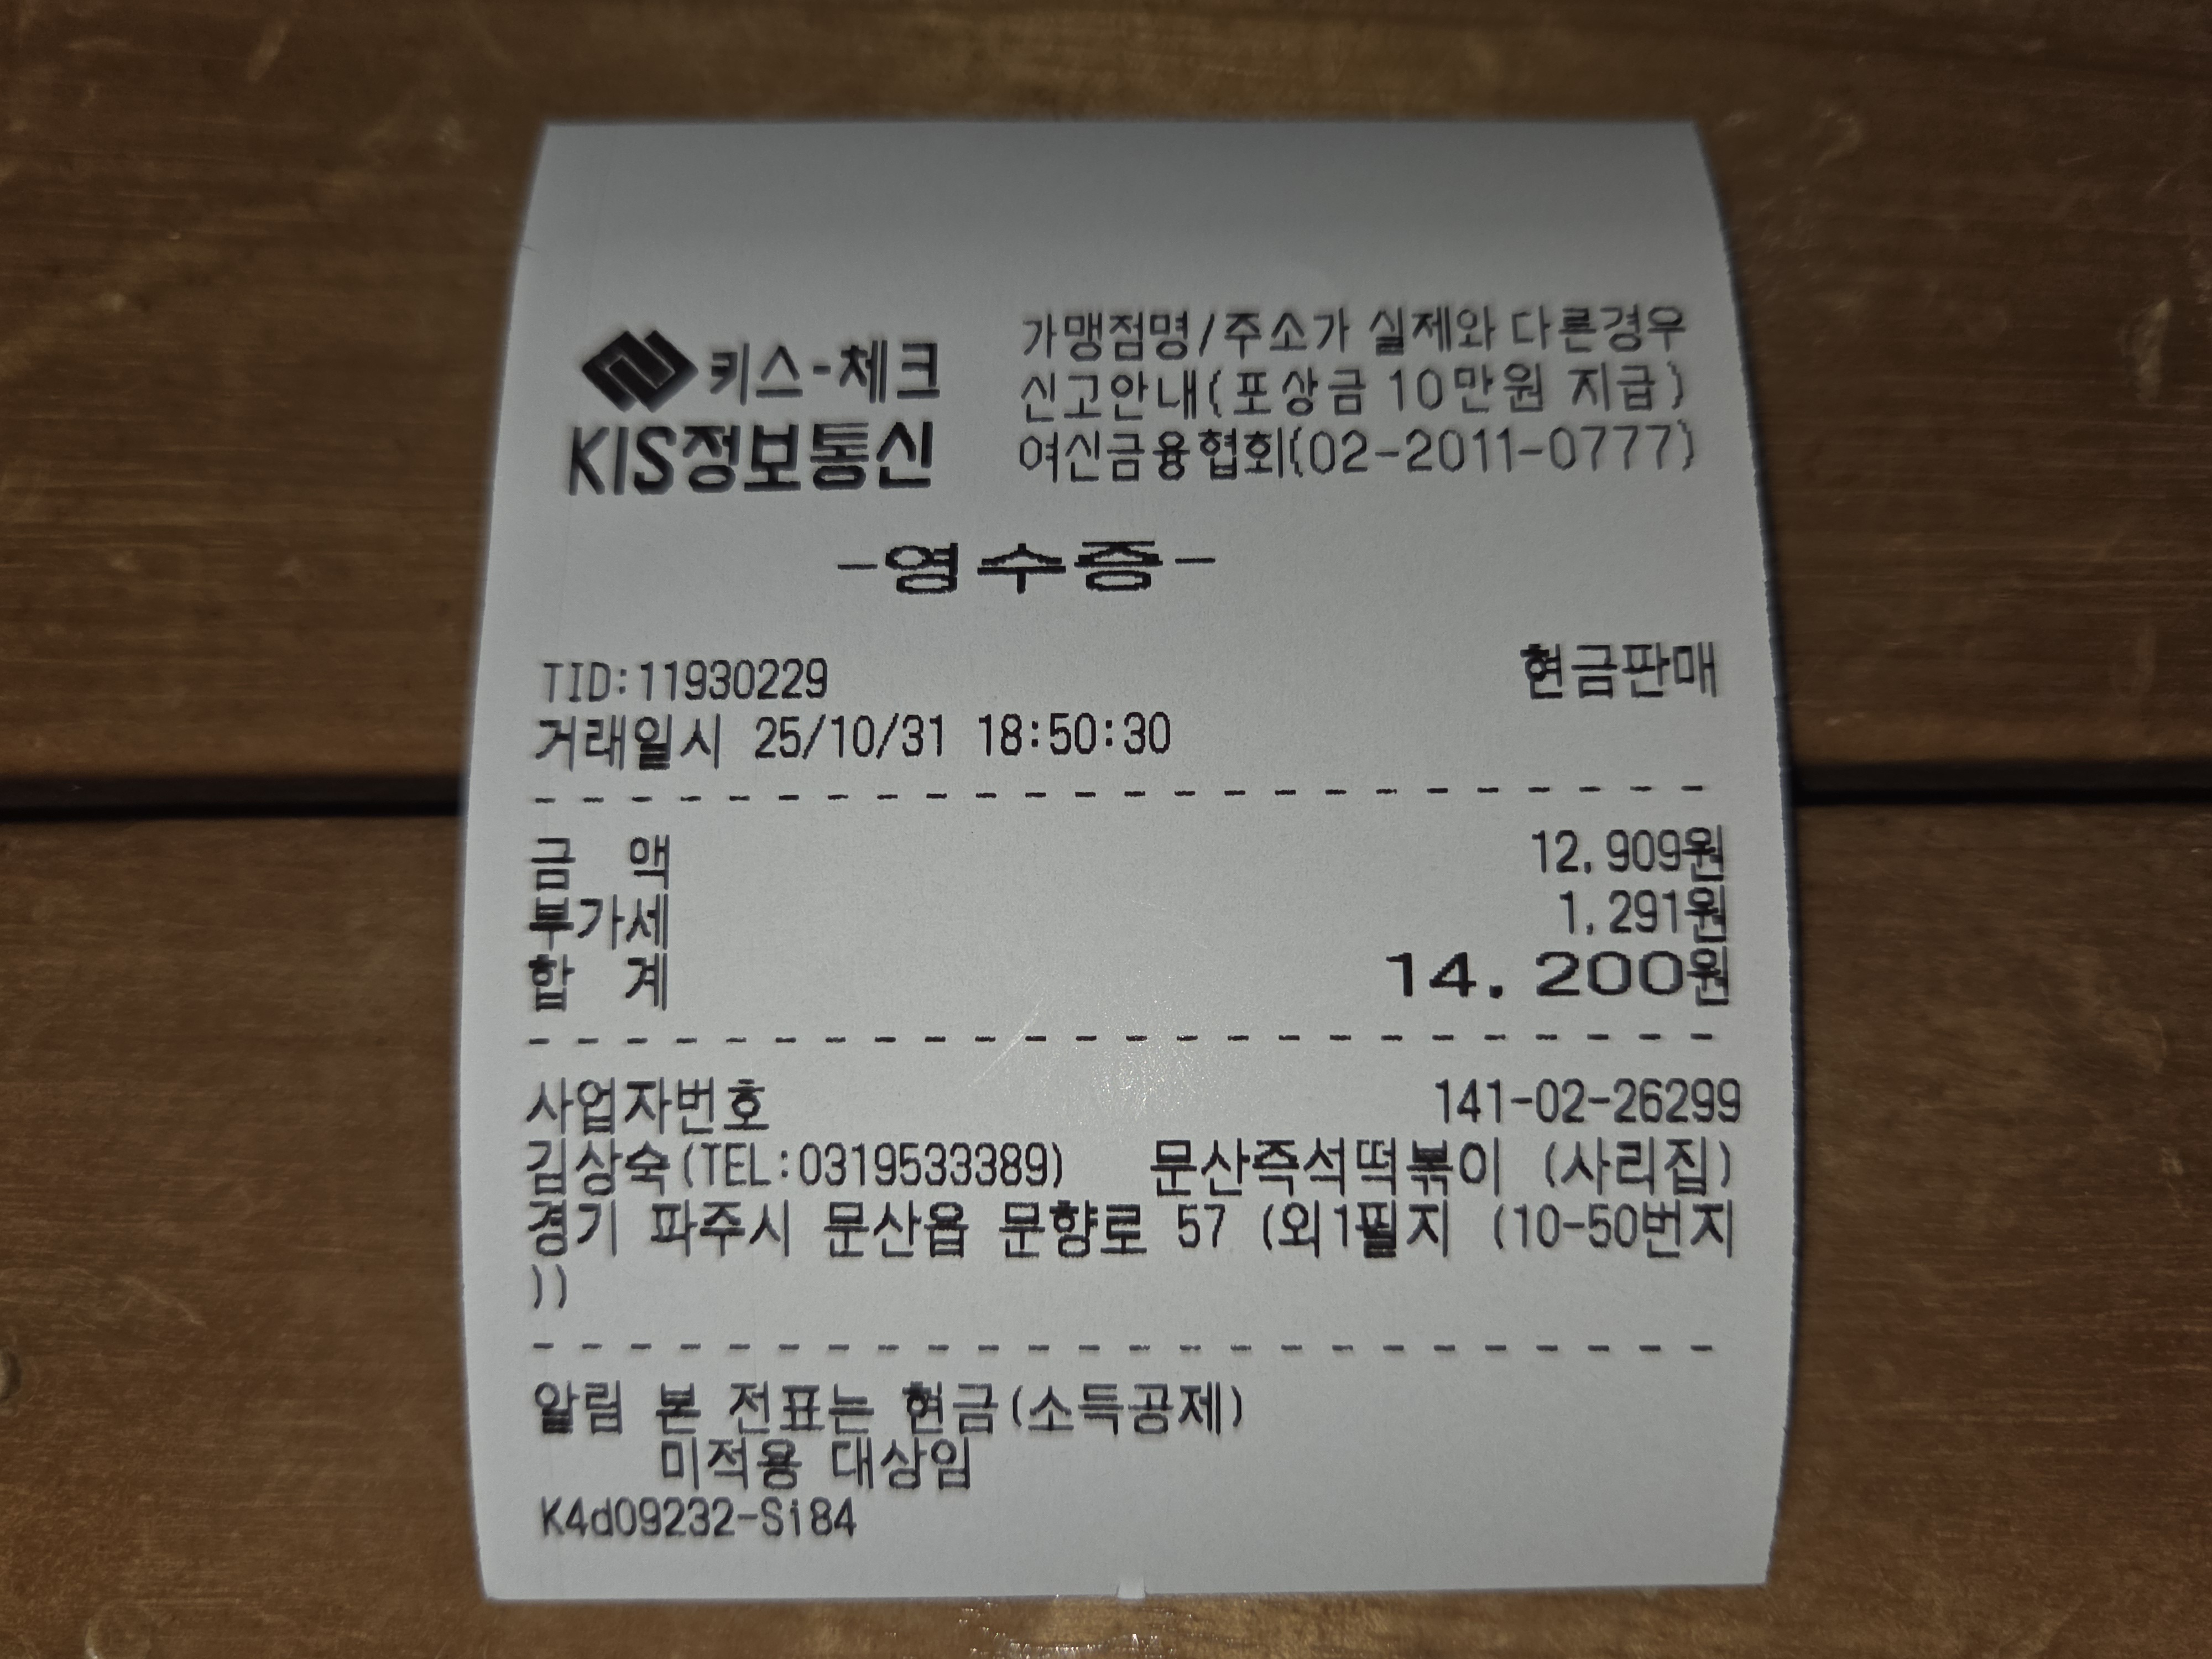 키스-체크
KIS정보통신
가맹점명/주소가 실제와 다른경우
신고안내(포상금 10만원 지급)
여신금융협회(02-2011-0777)
-영수증-
TID:11930229 현금판매
거래일시 25/10/31 18:50:30
금 액 12,909원
부가세 1,291원
합 계 14,200원
사업자번호 141-02-26299
김상숙(TEL:0319533389) 문산즉석떡볶이 (사리집)
경기 파주시 문산읍 문향로 57 (외1필지 (10-50번지
))
알림 본 전표는 현금(소득공제)
미적용 대상임
K4d09232-Si84